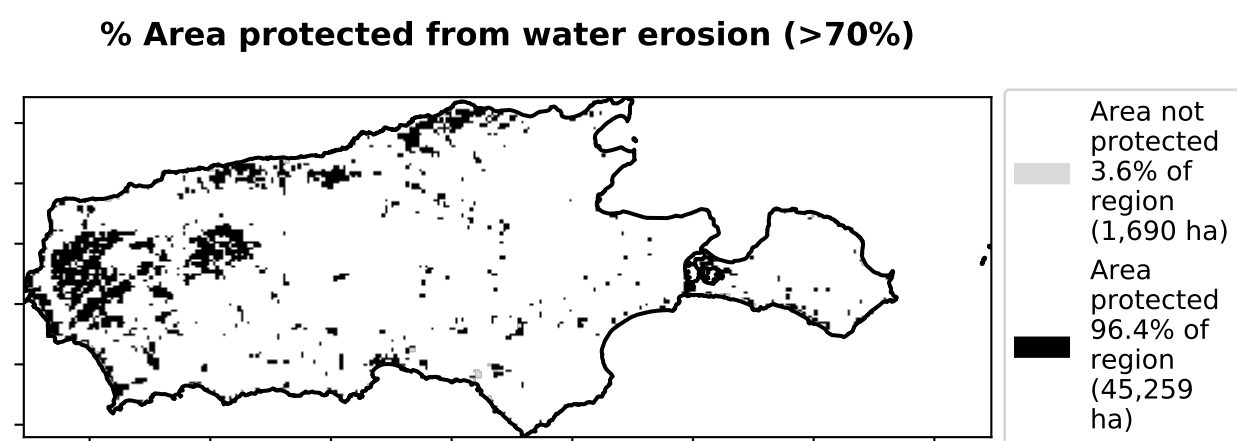 % Area protected from water erosion (>70%)
Area not
protected
3.6% of
region
(1,690 ha)
Area
protected
96.4% of
region
(45,259
ha)